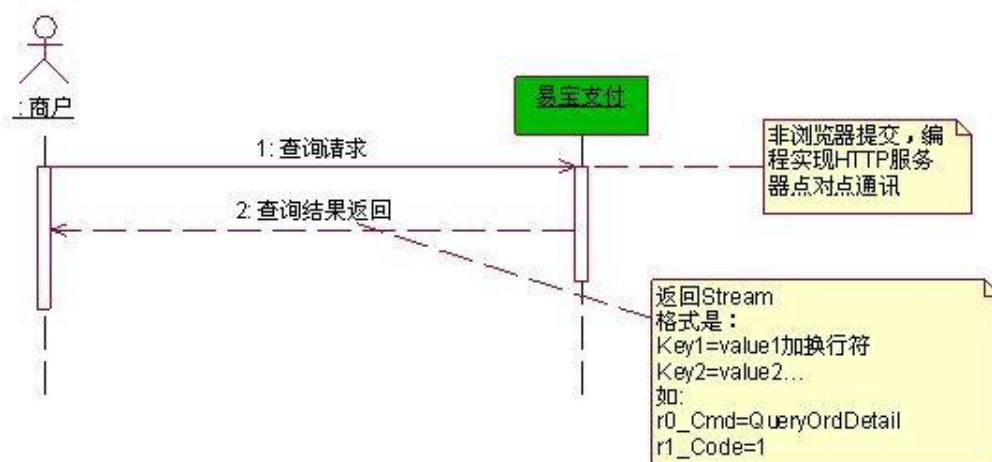 : 商户
易宝支付
1: 查询请求
非浏览器提交，编
程实现HTTP服务
器点对点通讯
2: 查询结果返回
返回Stream
格式是：
Key1=value1加换行符
Key2=value2...
如:
r0_Cmd=QueryOrdDetail
r1_Code=1